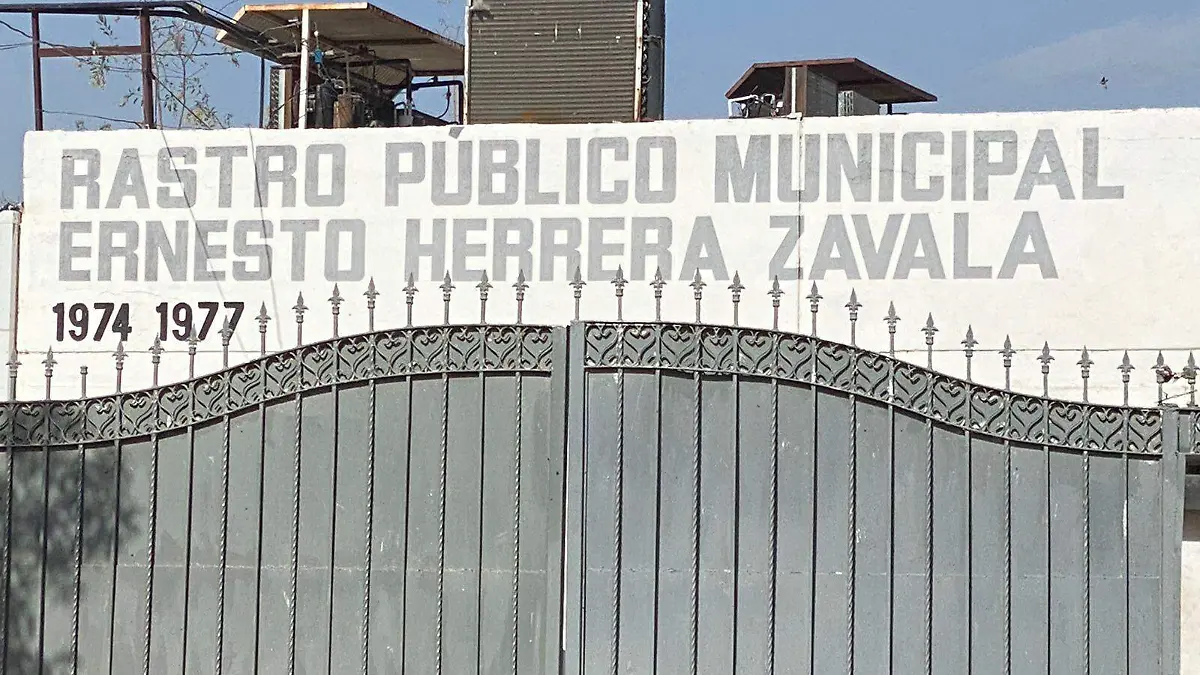 RASTRO PÚBLICO MUNICIPAL
ERNESTO HERRERA ZAVALA
1974 1977